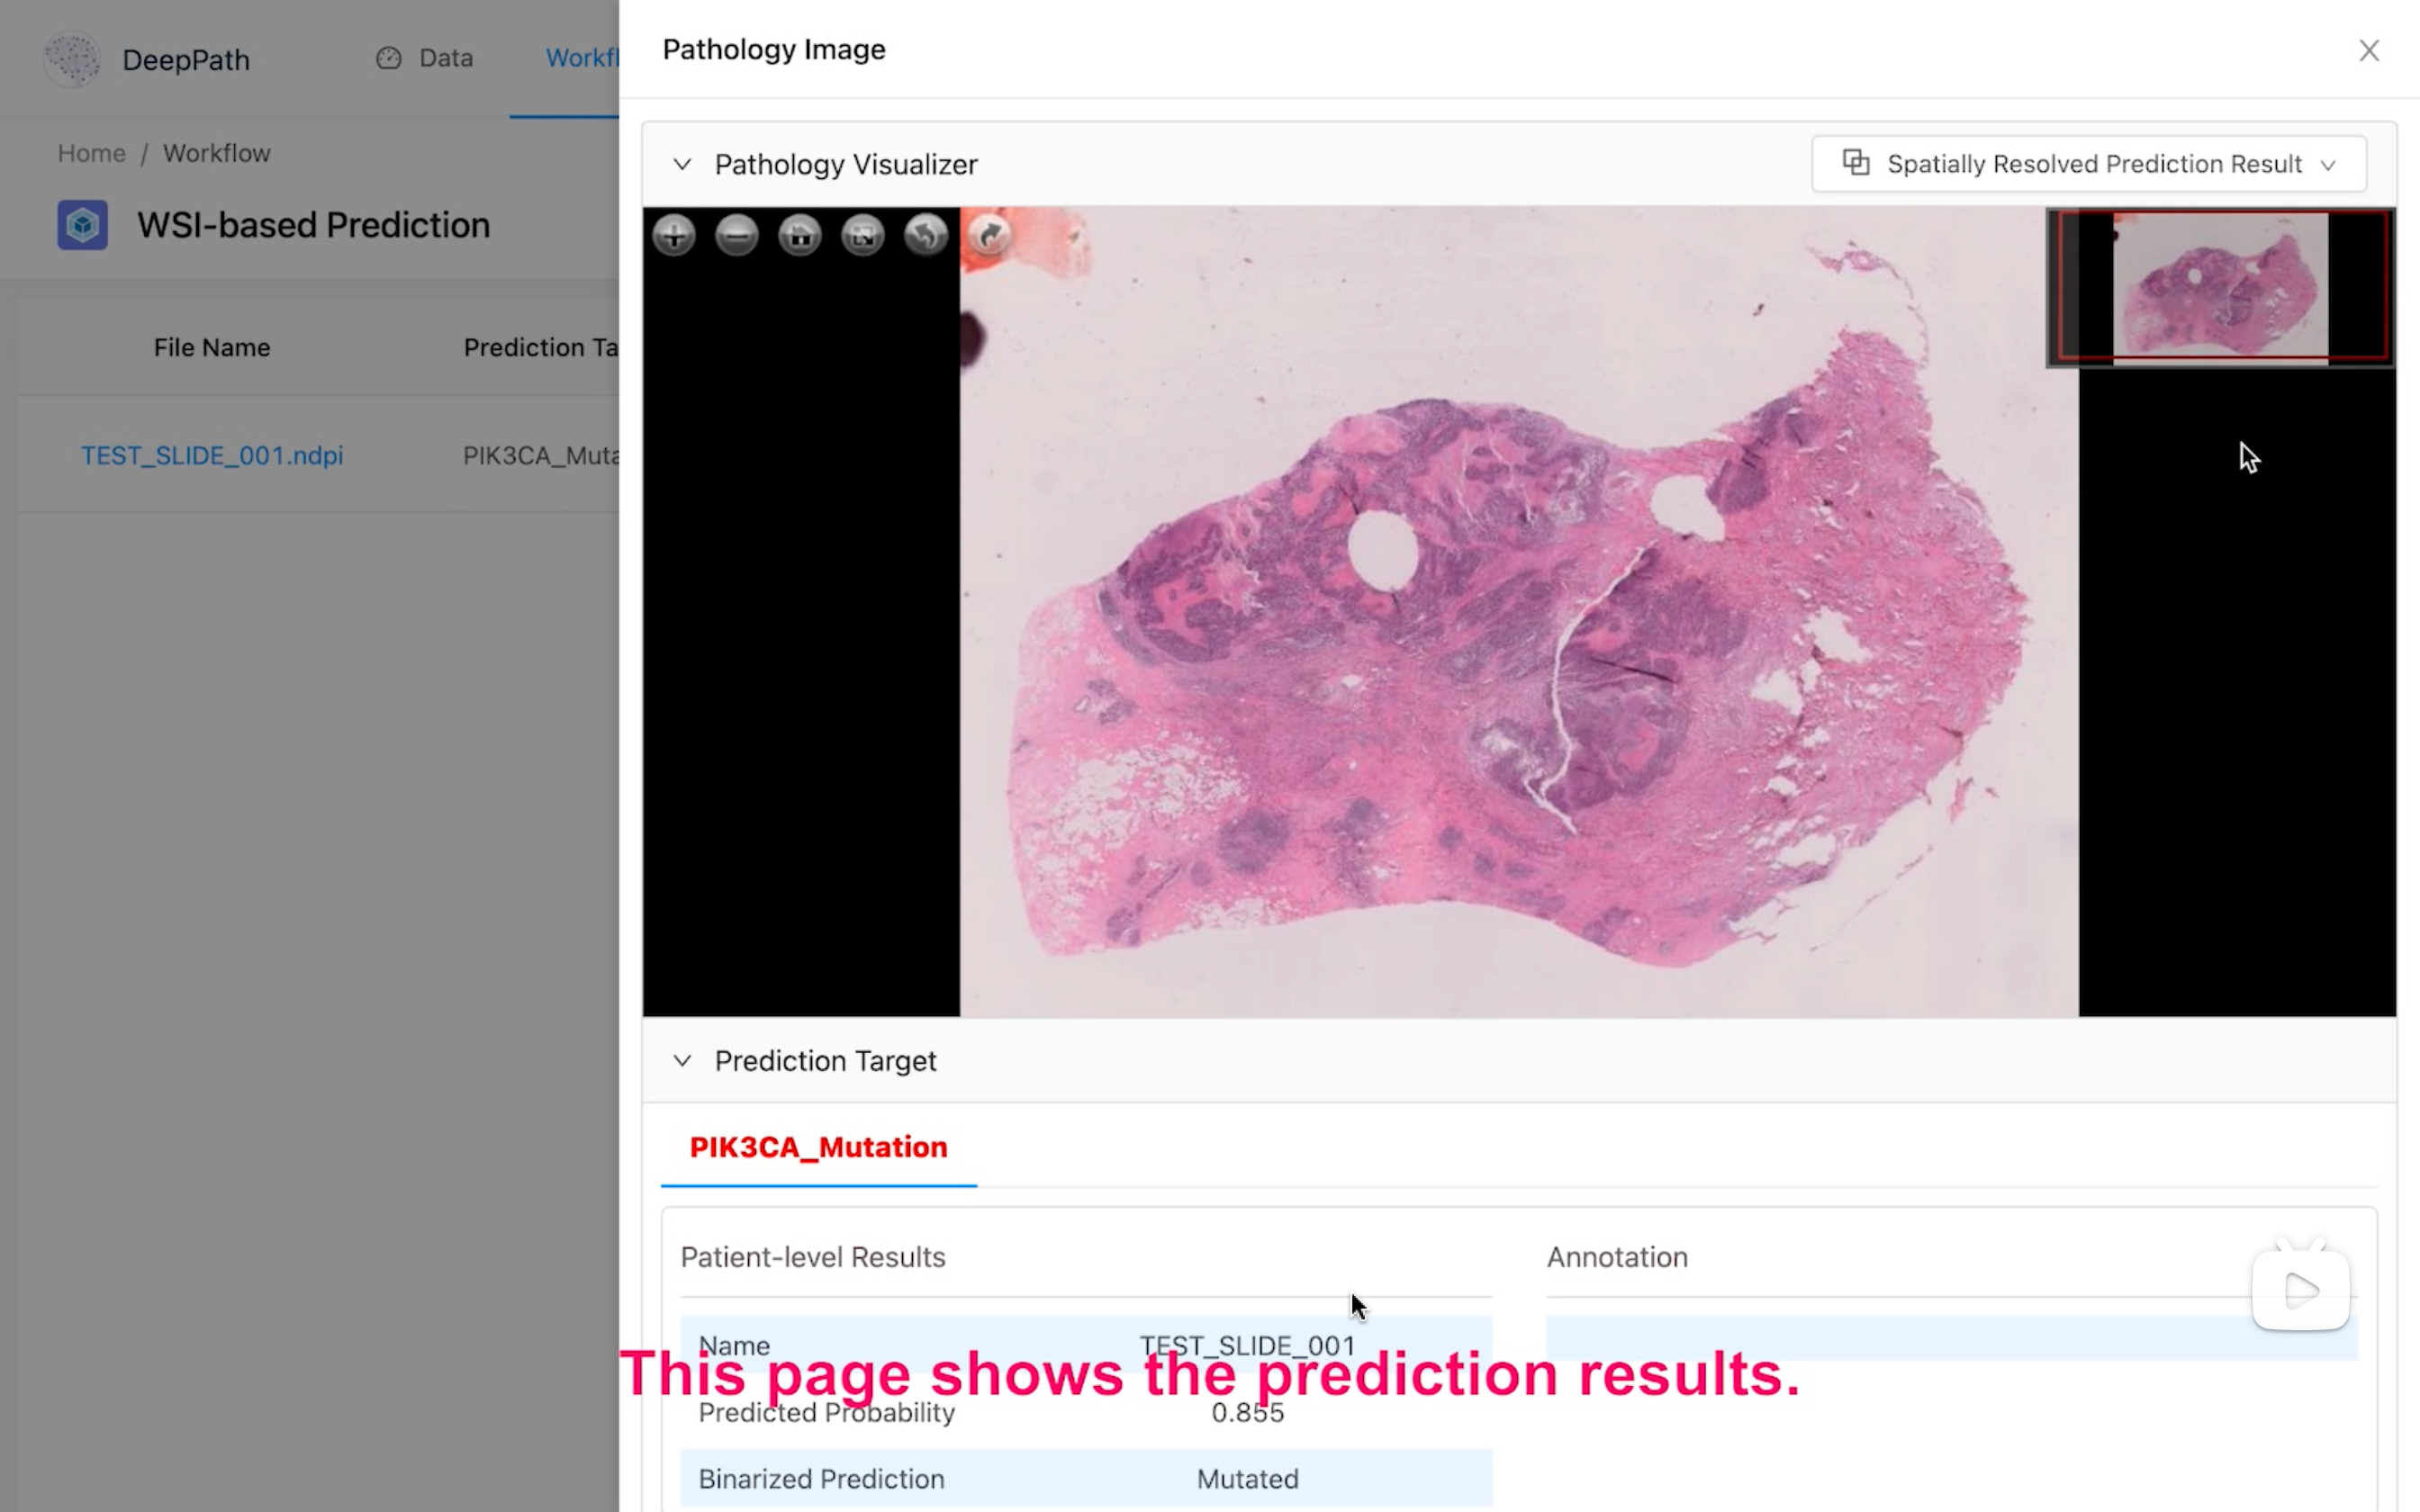 DeepPath
Data
Workfl
Home / Workflow
WSI-based Prediction
File Name
Prediction Ta
TEST_SLIDE_001.ndpi
PIK3CA_Muta
Pathology Image
Pathology Visualizer
Spatially Resolved Prediction Result
Prediction Target
PIK3CA_Mutation
Patient-level Results
Annotation
Name
TEST_SLIDE_001
This page shows the prediction results.
Predicted Probability
0.855
Binarized Prediction
Mutated